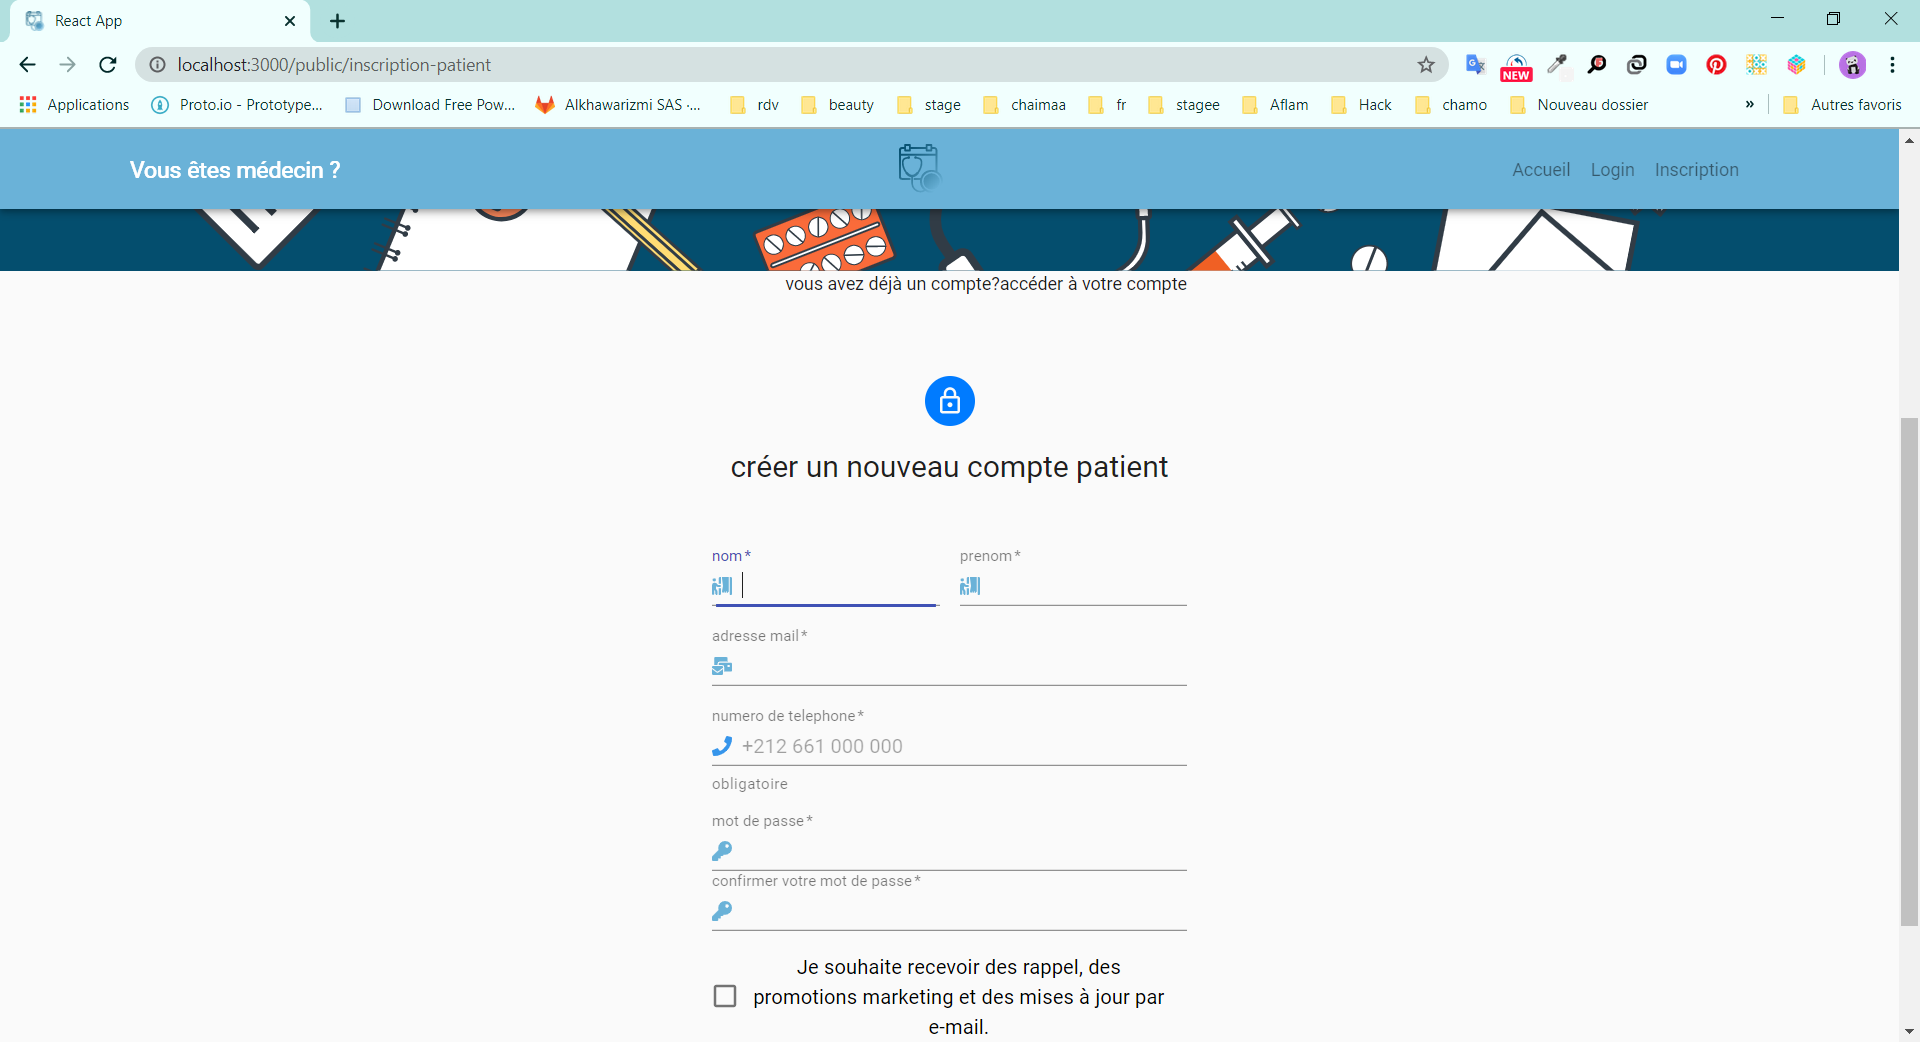 React App
localhost:3000/public/inscription-patient
NEW
Applications
Proto.io - Prototype...
Download Free Pow...
Alkhawarizmi SAS ·...
rdv
beauty
stage
chaimaa
fr
stagee
Aflam
Hack
chamo
Nouveau dossier
»
Autres favoris
Vous êtes médecin ?
Accueil
Login
Inscription
vous avez déjà un compte?accéder à votre compte
créer un nouveau compte patient
nom *
prenom *
adresse mail *
numero de telephone *
+212 661 000 000
obligatoire
mot de passe *
confirmer votre mot de passe *
Je souhaite recevoir des rappel, des
promotions marketing et des mises à jour par
e-mail.